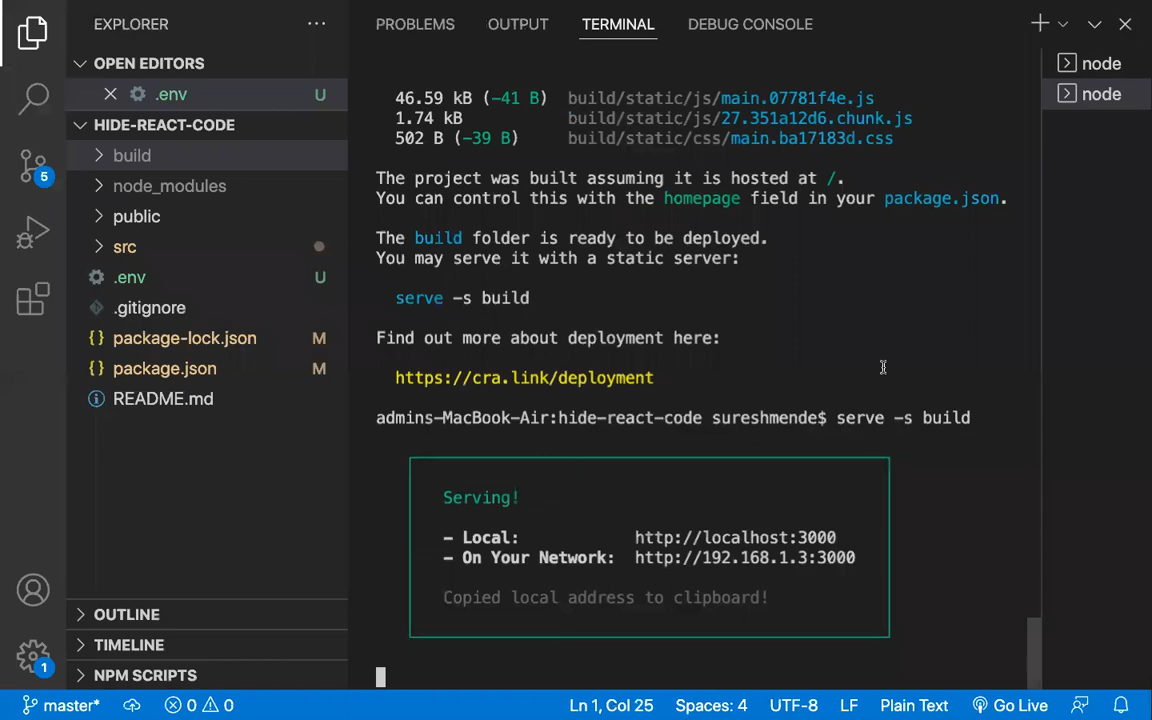 EXPLORER
PROBLEMS OUTPUT TERMINAL DEBUG CONSOLE
OPEN EDITORS
.env U
HIDE-REACT-CODE
build
node_modules
public
src
.env U
.gitignore
package-lock.json M
package.json M
README.md
OUTLINE
TIMELINE
NPM SCRIPTS
5
1
46.59 kB (-41 B) build/static/js/main.07781f4e.js
1.74 kB build/static/js/27.351a12d6.chunk.js
502 B (-39 B) build/static/css/main.ba17183d.css
The project was built assuming it is hosted at /.
You can control this with the homepage field in your package.json.
The build folder is ready to be deployed.
You may serve it with a static server:
serve -s build
Find out more about deployment here:
https://cra.link/deployment
admins-MacBook-Air:hide-react-code sureshmende$ serve -s build
Serving!
- Local: http://localhost:3000
- On Your Network: http://192.168.1.3:3000
Copied local address to clipboard!
node
node
master* 0 0 Ln 1, Col 25 Spaces: 4 UTF-8 LF Plain Text Go Live